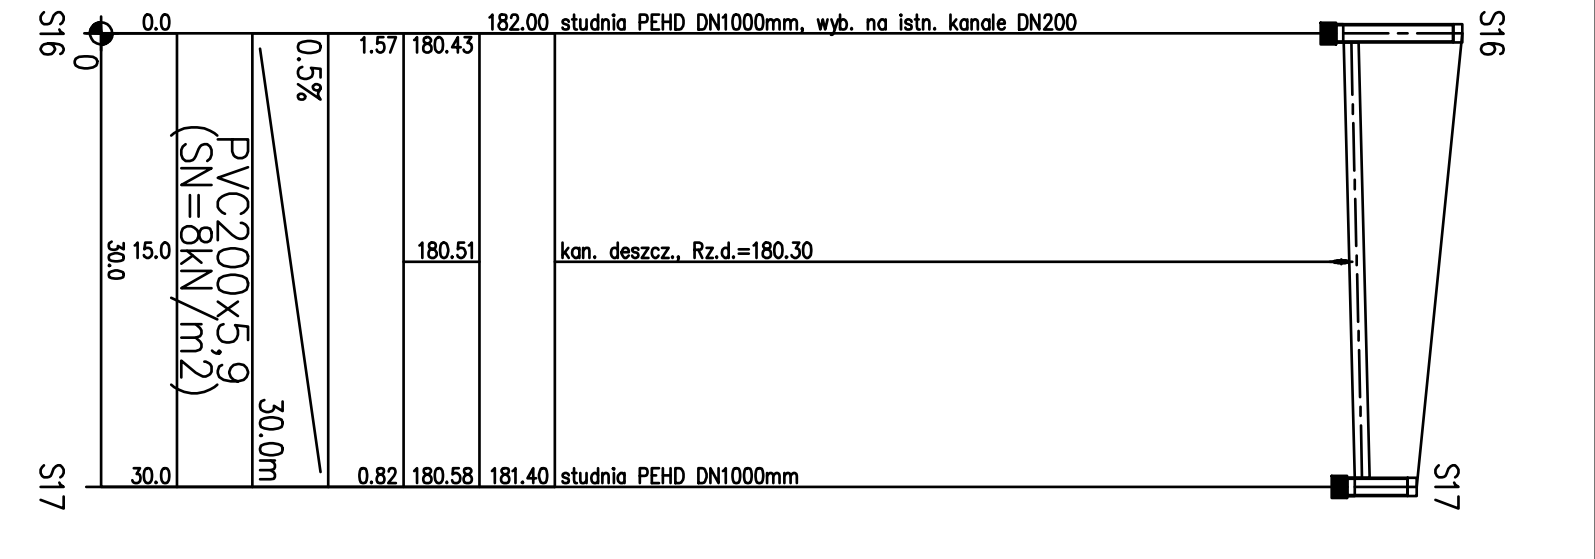 S16
0
0.0
182.00 studnia PEHD DN1000mm, wyb. na istn. kanale DN200
S16
0.5%
1.57
180.43
PVC200x5,9
(SN=8kN/m2)
30.0
15.0
180.51
kan. deszcz., Rz.d.=180.30
30.0m
S17
30.0
0.82
180.58
181.40
studnia PEHD DN1000mm
S17